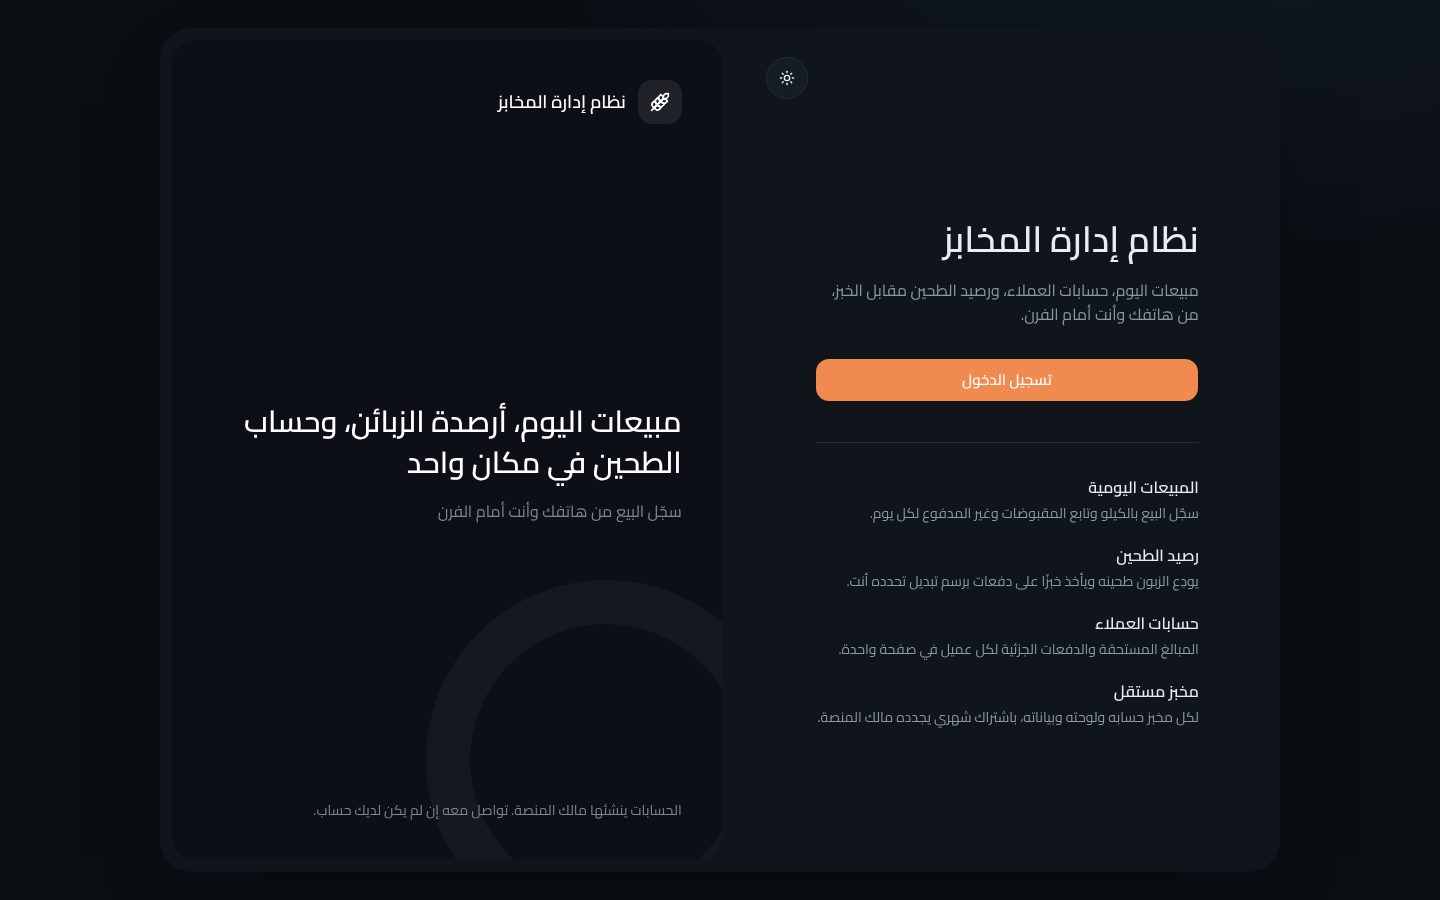 نظام إدارة المخابز
مبيعات اليوم، حسابات العملاء، ورصيد الطحين مقابل الخبز،
من هاتفك وأنت أمام الفرن.
تسجيل الدخول
المبيعات اليومية
سجّل البيع بالكيلو وتابع المقبوضات وغير المدفوع لكل يوم.
رصيد الطحين
يودِع الزبون طحينه ويأخذ خبزًا على دفعات برسم تبديل تحدده أنت.
حسابات العملاء
المبالغ المستحقة والدفعات الجزئية لكل عميل في صفحة واحدة.
مخبز مستقل
لكل مخبز حسابه ولوحته وبياناته، باشتراك شهري يجدده مالك المنصة.
نظام إدارة المخابز
مبيعات اليوم، أرصدة الزبائن، وحساب
الطحين في مكان واحد
سجّل البيع من هاتفك وأنت أمام الفرن
الحسابات ينشئها مالك المنصة. تواصل معه إن لم يكن لديك حساب.